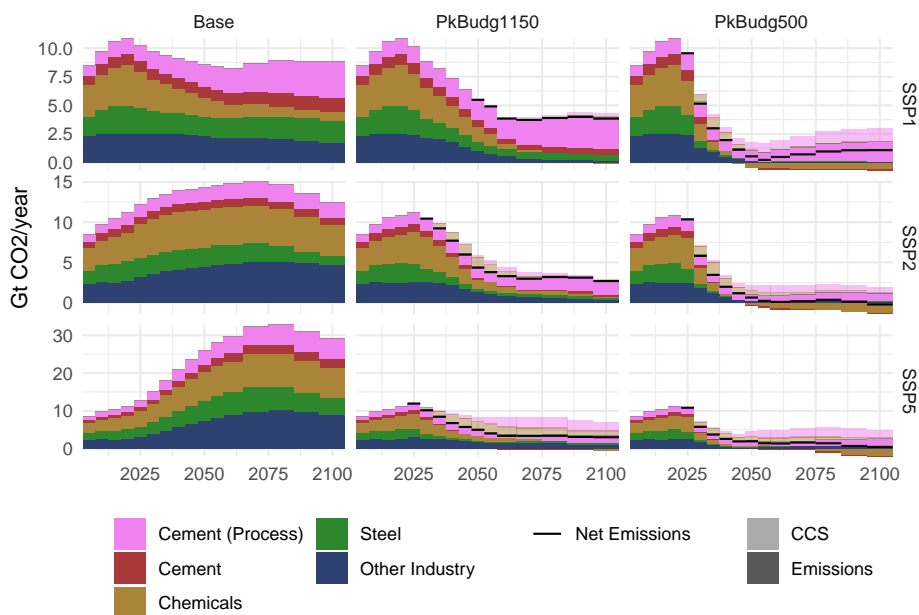 Base PkBudg1150 PkBudg500
Gt CO2/year
10.0
7.5
5.0
2.5
0.0
SSP1
15
10
5
0
SSP2
30
20
10
0
SSP5
2025 2050 2075 2100 2025 2050 2075 2100 2025 2050 2075 2100
Cement (Process) Steel Net Emissions CCS
Cement Other Industry Emissions
Chemicals